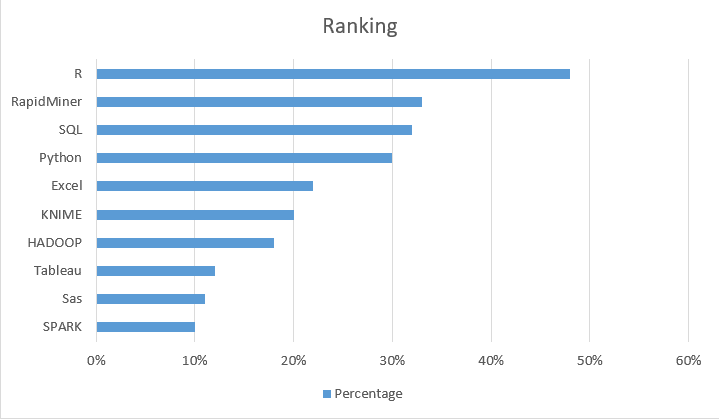 Ranking
R
RapidMiner
SQL
Python
Excel
KNIME
HADOOP
Tableau
Sas
SPARK
0% 10% 20% 30% 40% 50% 60%
Percentage